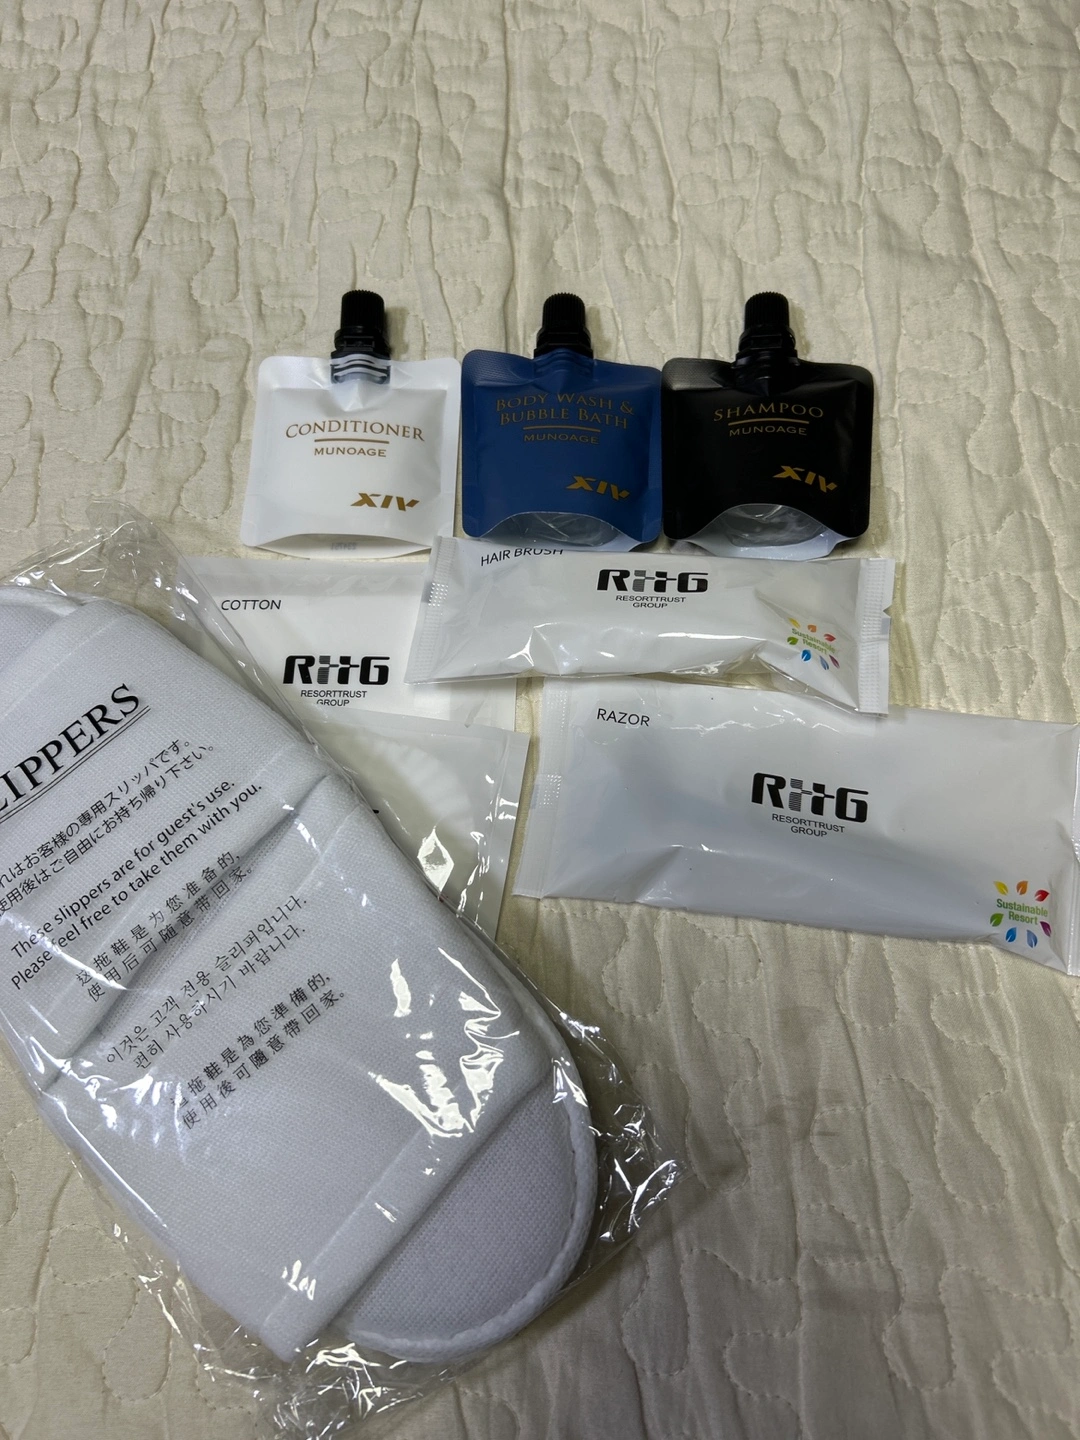 CONDITIONER
MUNOAGE
XIV
BODY WASH &
BUBBLE BATH
MUNOAGE
XIV
SHAMPOO
MUNOAGE
XIV
HAIR BRUSH
RTTG
RESORTTRUST
GROUP
Sustainable
Resort
COTTON
RTTG
RESORTTRUST
GROUP
RAZOR
RTTG
RESORTTRUST
GROUP
Sustainable
Resort
LIPPERS
れはお客様の専用スリッパです。
使用後はご自由にお持ち帰り下さい。
These slippers are for guest's use.
Please feel free to take them with you.
这拖鞋是为您准备的,
使用后可随意带回家。
이것은 고객 전용 슬리퍼입니다.
편히 사용하시기 바랍니다.
拖鞋是為您準備的,
使用後可隨意帶回家。